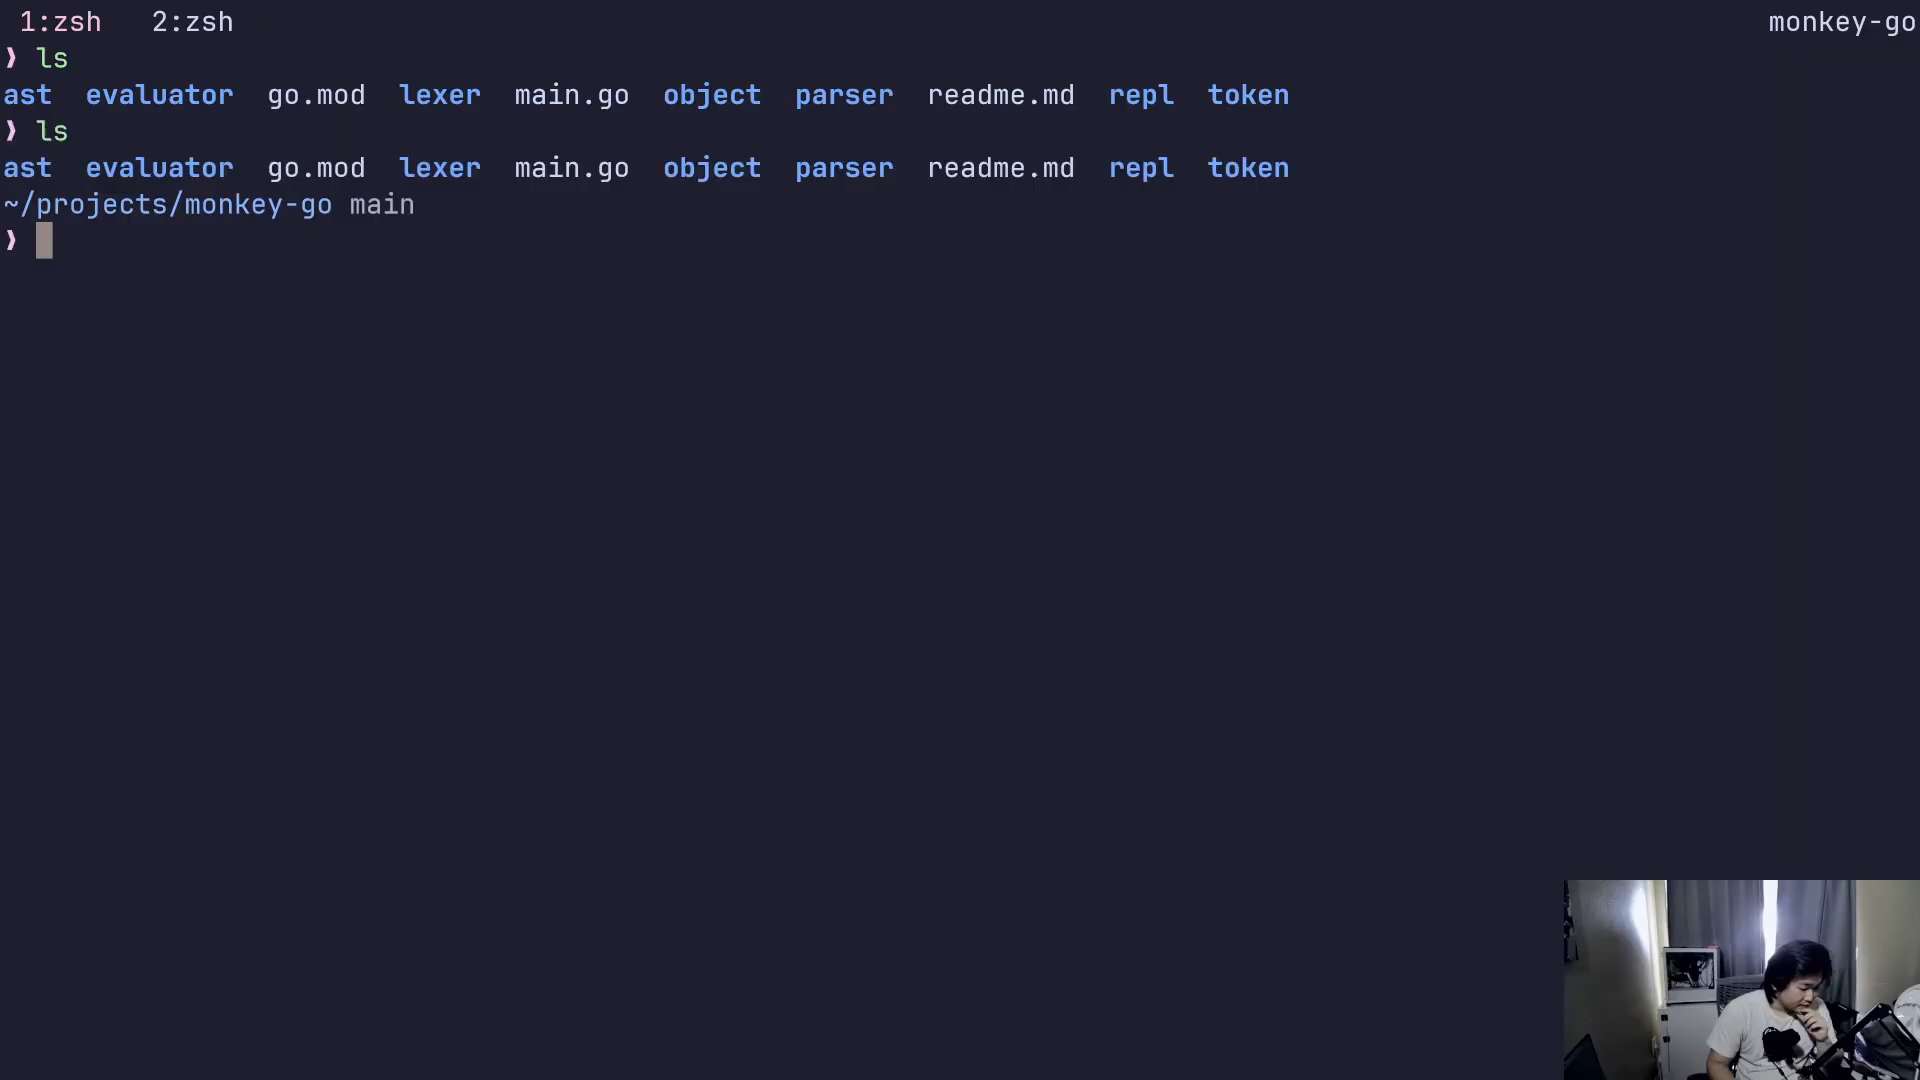 1:zsh 2:zsh monkey-go
❯ ls
ast evaluator go.mod lexer main.go object parser readme.md repl token
❯ ls
ast evaluator go.mod lexer main.go object parser readme.md repl token
~/projects/monkey-go main
❯